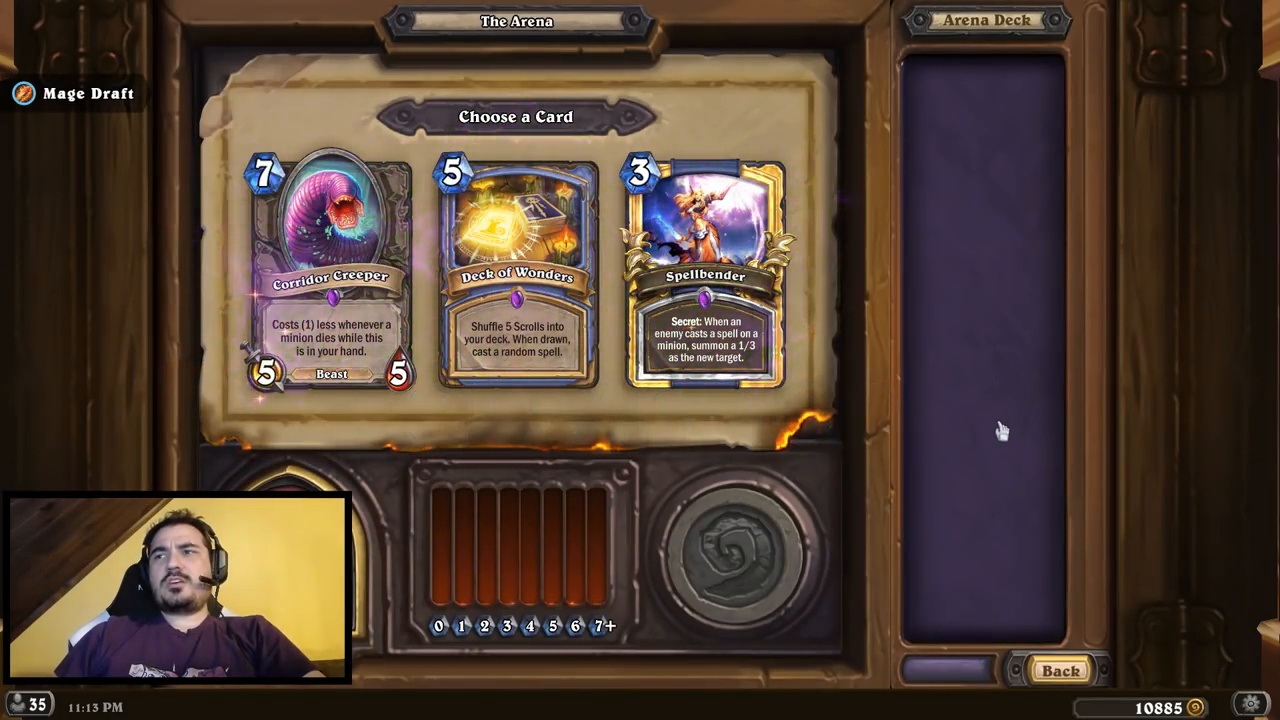 The Arena
Arena Deck
Mage Draft
Choose a Card
7
Corridor Creeper
Costs (1) less whenever a
minion dies while this
is in your hand.
5
Beast
5
5
Deck of Wonders
Shuffle 5 Scrolls into
your deck. When drawn,
cast a random spell.
3
Spellbender
Secret: When an
enemy casts a spell on a
minion, summon a 1/3
as the new target.
0 1 2 3 4 5 6 7+
Back
35
11:13 PM
10885